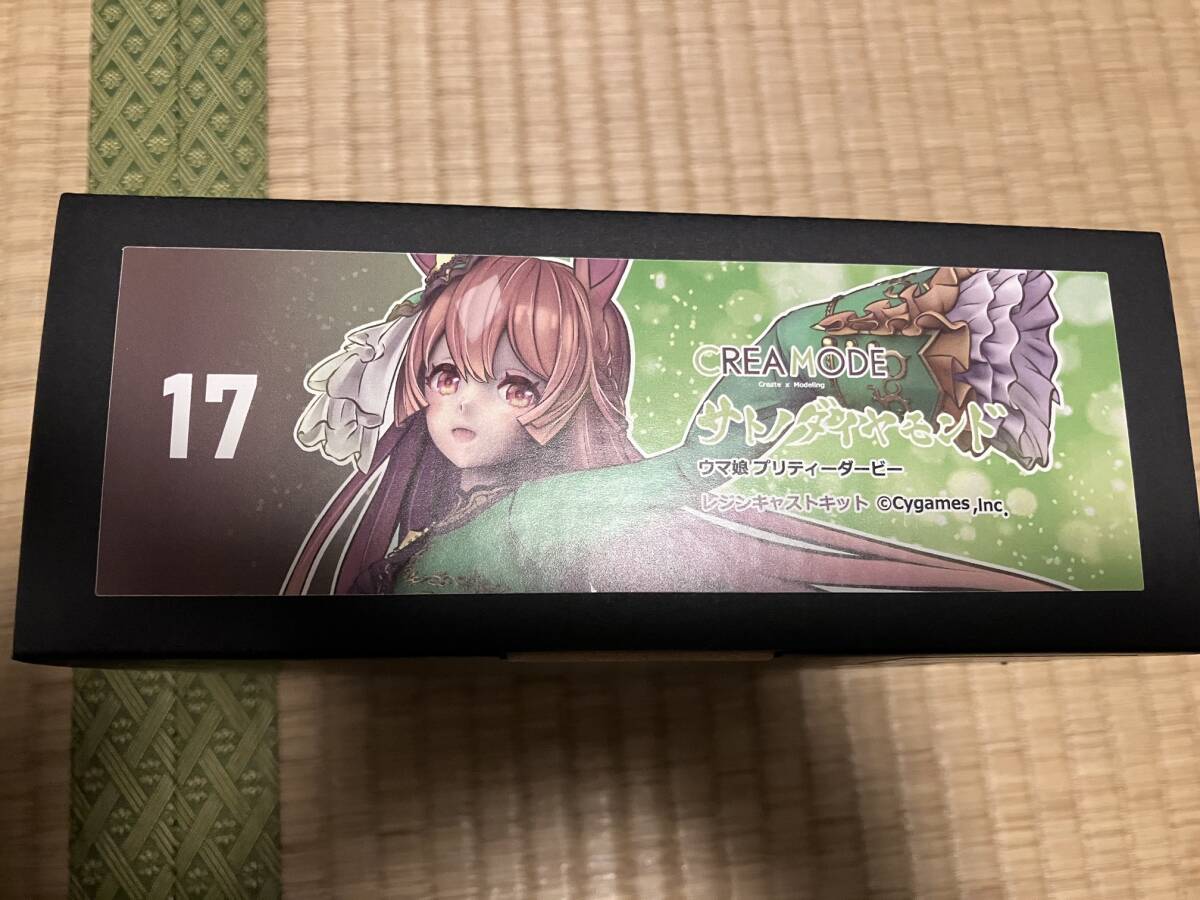 17
CREAMODE
Create x Modeling
サトノダイヤモンド
ウマ娘 プリティーダービー
レジンキャストキット ©Cygames,Inc.